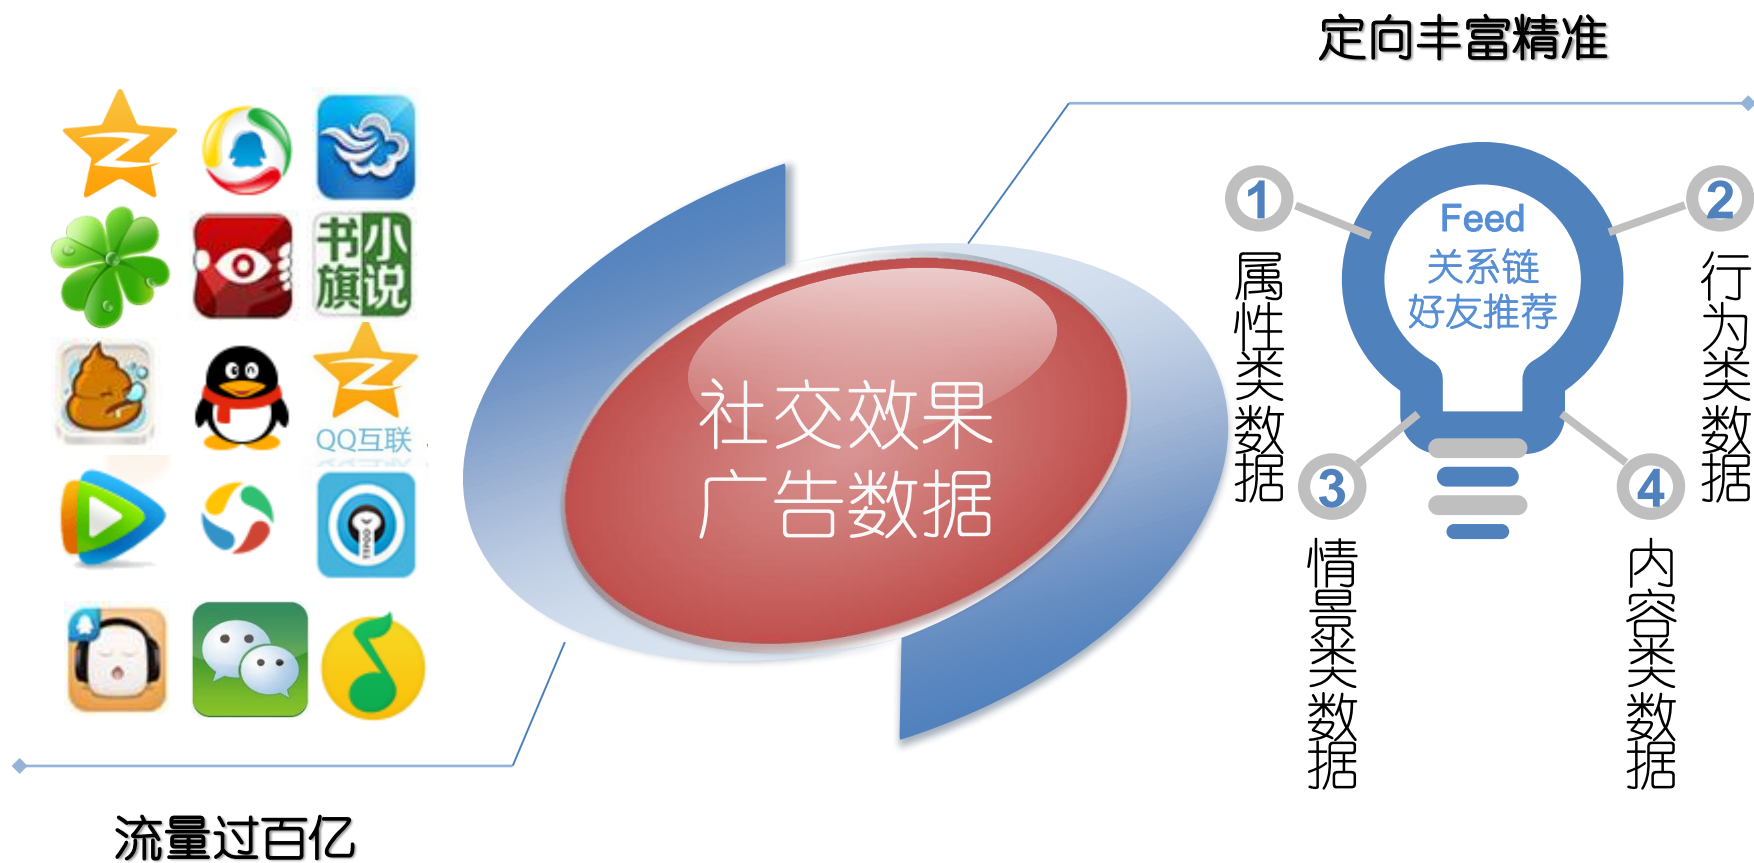 定向丰富精准
书旗
小说
QQ互联
TTPOD
社交效果
广告数据
Feed
关系链
好友推荐
1
属性类数据
2
行为类数据
3
情景类数据
4
内容类数据
流量过百亿